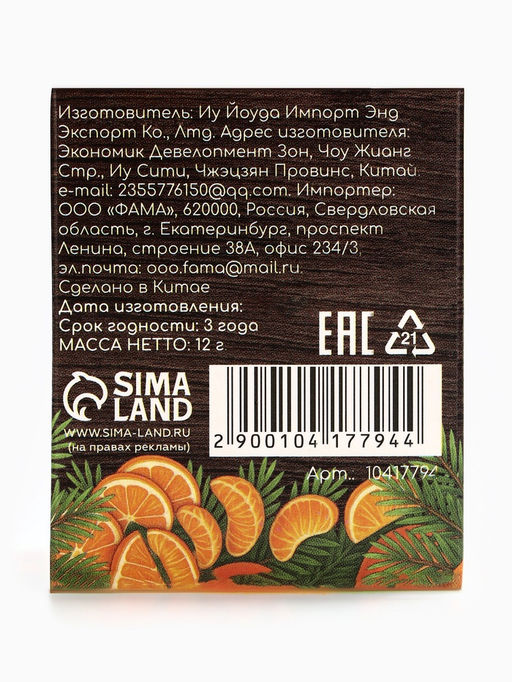 Изготовитель: Иу Йоуда Импорт Энд
Экспорт Ко., Лтд. Адрес изготовителя:
Экономик Девелопмент Зон, Чоу Жианг
Стр., Иу Сити, Чжэцзян Провинс, Китай
e-mail: 2355776150@qq.com. Импортер:
ООО «ФАМА», 620000, Россия, Свердловская
область, г. Екатеринбург, проспект
Ленина, строение 38А, офис 234/3,
эл.почта: ooo.fama@mail.ru.
Сделано в Китае
Дата изготовления:
Срок годности: 3 года
МАССА НЕТТО: 12 г
EAC
21
SIMA
LAND
WWW.SIMA-LAND.RU
(на правах рекламы)
2 900104 177944
Арт.: 10417794